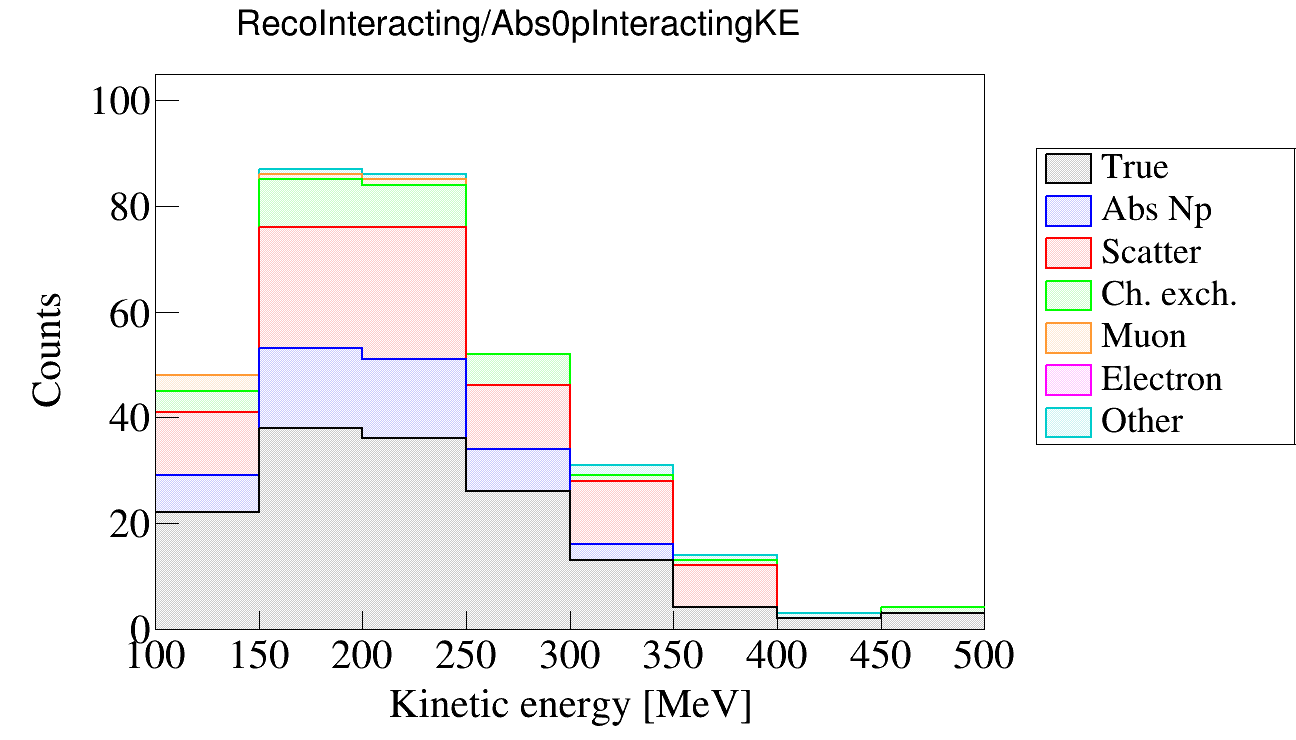 RecoInteracting/Abs0pInteractingKE
Counts
100
80
60
40
20
0
100 150 200 250 300 350 400 450 500
Kinetic energy [MeV]
True
Abs Np
Scatter
Ch. exch.
Muon
Electron
Other